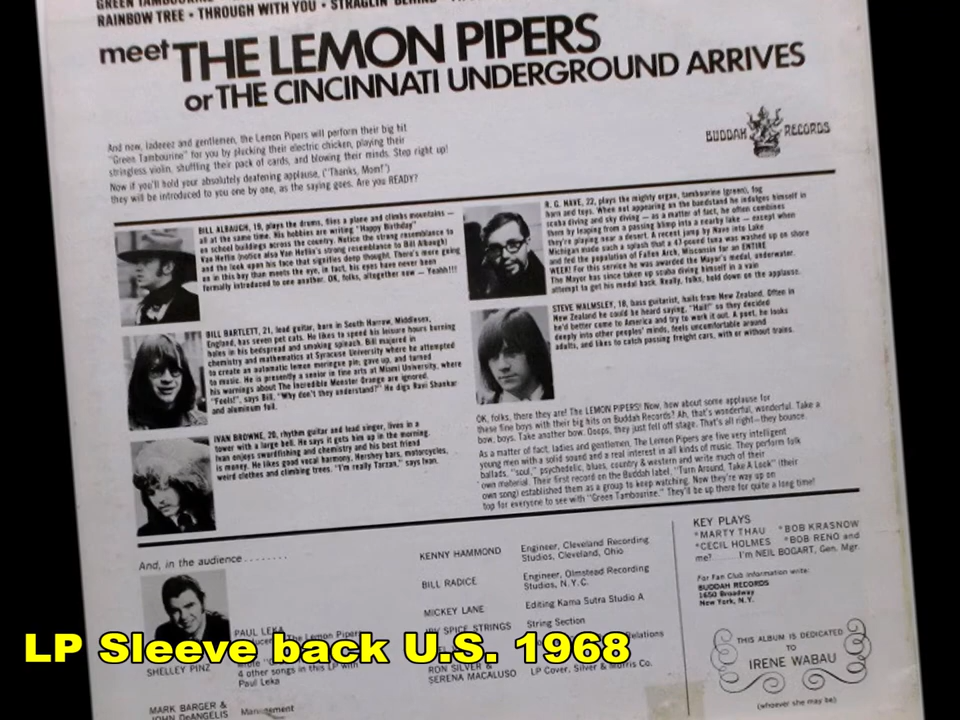 GREEN TAMBOURINE
RAINBOW TREE • THROUGH WITH YOU • STRAGLIN' BEHIND
meet THE LEMON PIPERS
or THE CINCINNATI UNDERGROUND ARRIVES
And now, ladeeez and gentlemen, the Lemon Pipers will perform their big hit
"Green Tambourine" for you by plucking their electric chicken, playing their
stringless violin, shuffling their pack of cards, and blowing their minds. Step right up!
Now if you'll hold your absolutely deafening applause, ("Thanks, Mom!")
they will be introduced to you one by one, as the saying goes. Are you READY?
BUDDAH RECORDS
BILL ALBAUGH, 19, plays the drums, flies a plane and climbs mountains —
all at the same time. His hobbies are writing "Happy Birthday"
on school buildings across the country. Notice the strong resemblance to
Van Heflin (notice also Van Heflin's strong resemblance to Bill Albaugh)
and the look upon his face that signifies deep thought. There's more going
on in this boy than meets the eye, in fact, his eyes have never been
formally introduced to one another. OK, folks, altogether now — Yeahh!!!
BILL BARTLETT, 21, lead guitar, born in South Harrow, Middlesex,
England, has seven pet cats. He likes to spend his leisure hours burning
holes in his bedspread and smoking spinach. Bill majored in
chemistry and mathematics at Syracuse University where he attempted
to create an automatic lemon meringue pie; gave up, and turned
to music. He is presently a senior in fine arts at Miami University, where
his warnings about The Incredible Monster Orange are ignored.
"Fools!", says Bill, "Why don't they understand?" He digs Ravi Shankar
and aluminum foil.
IVAN BROWNE, 20, rhythm guitar and lead singer, lives in a
tower with a large bell. He says it gets him up in the morning.
Ivan enjoys swordfishing and chemistry and his best friend
is money. He likes good vocal harmony, Hershey bars, motorcycles,
weird clothes and climbing trees. "I'm really Tarzan," says Ivan.
R. G. NAVE, 22, plays the mighty organ, tambourine (green), fog
horn and toys. When not appearing on the bandstand he indulges himself in
scuba diving and sky diving — as a matter of fact, he often combines
them by leaping from a passing blimp into a nearby lake — except when
they're playing near a desert. A recent jump by Nave into Lake
Michigan made such a splash that a 47-pound tuna was washed up on shore
and fed the population of Fallen Arch, Wisconsin for an ENTIRE
WEEK! For this service he was awarded the Mayor's medal, underwater.
The Mayor has since taken up scuba diving himself in a vain
attempt to get his medal back. Really, folks, hold down on the applause.
STEVE WALMSLEY, 18, bass guitarist, hails from New Zealand. Often in
New Zealand he could be heard saying, "Hail!" so they decided
he'd better come to America and try to work it out. A poet, he looks
deeply into other peoples' minds, feels uncomfortable around
adults, and likes to catch passing freight cars, with or without trains.
OK, folks, there they are! The LEMON PIPERS! Now, how about some applause for
these fine boys with their big hits on Buddah Records? Ah, that's wonderful, wonderful. Take a
bow, boys. Take another bow. Ooops, they just fell off stage. That's all right—they bounce.
As a matter of fact, ladies and gentlemen, The Lemon Pipers are five very intelligent
young men with a solid sound and a real interest in all kinds of music. They perform folk
ballads, "soul," psychedelic, blues, country & western and write much of their
own material. Their first record on the Buddah label, "Turn Around, Take A Look" (their
own song) established them as a group to keep watching. Now they're way up on
top for everyone to see with "Green Tambourine." They'll be up there for quite a long time!
And, in the audience ........
PAUL LEKA
The Lemon Pipers
SHELLEY PINZ
4 other songs in this LP with
Paul Leka
MARK BARGER &
JOHN DeANGELIS
Management
KENNY HAMMOND Engineer, Cleveland Recording
Studios, Cleveland, Ohio
BILL RADICE Engineer, Olmstead Recording
Studios, N.Y.C.
MICKEY LANE Editing Kama Sutra Studio A
SPICE STRINGS String Section
Relations
RON SILVER &
SERENA MACALUSO LP Cover, Silver & Morris Co.
KEY PLAYS
*MARTY THAU *BOB KRASNOW
*CECIL HOLMES *BOB RENO and
me? I'm NEIL BOGART, Gen. Mgr.
For Fan Club information write:
BUDDAH RECORDS
1650 Broadway
New York, N.Y.
THIS ALBUM IS DEDICATED
TO
IRENE WABAU
(whoever she may be)
LP Sleeve back U.S. 1968